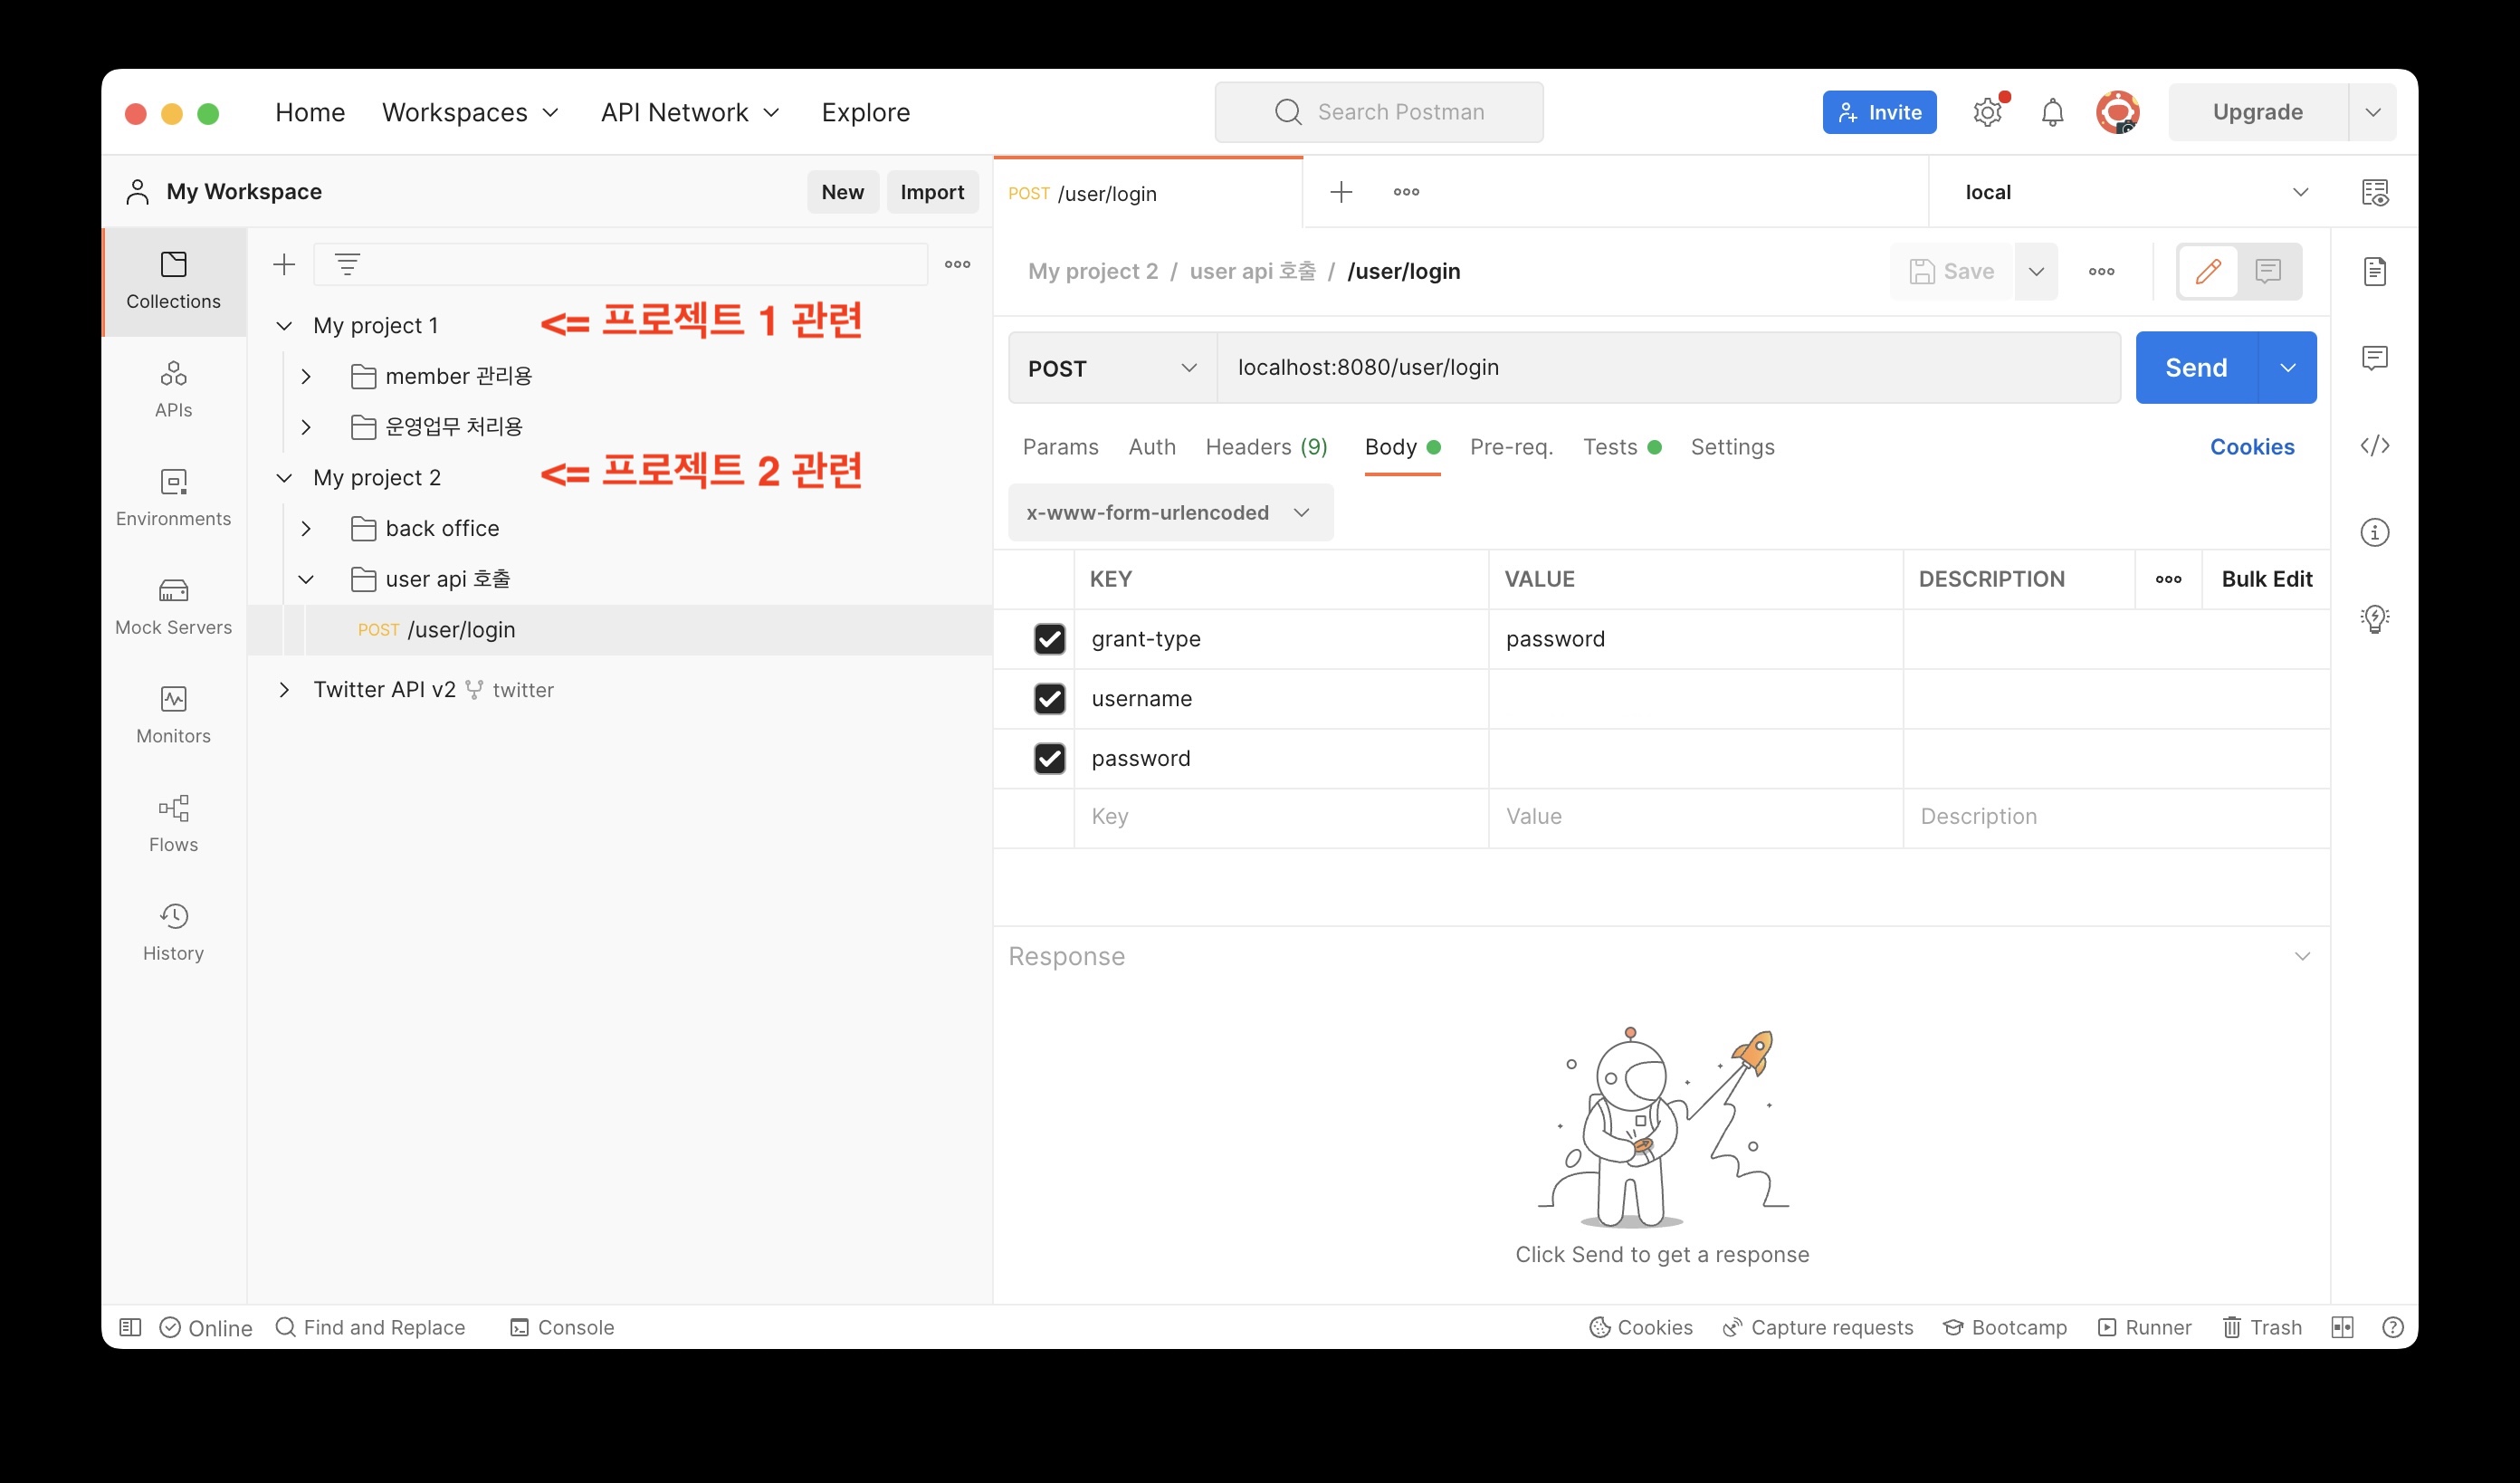 Home Workspaces API Network Explore Search Postman Invite Upgrade
My Workspace New Import
Collections
APIs
Environments
Mock Servers
Monitors
Flows
History
My project 1 <= 프로젝트 1 관련
member 관리용
운영업무 처리용
My project 2 <= 프로젝트 2 관련
back office
user api 호출
POST /user/login
Twitter API v2 twitter
POST /user/login local
My project 2 / user api 호출 / /user/login Save
POST localhost:8080/user/login Send
Params Auth Headers (9) Body Pre-req. Tests Settings Cookies
x-www-form-urlencoded
KEY VALUE DESCRIPTION Bulk Edit
grant-type password
username
password
Key Value Description
Response
Click Send to get a response
Online Find and Replace Console Cookies Capture requests Bootcamp Runner Trash